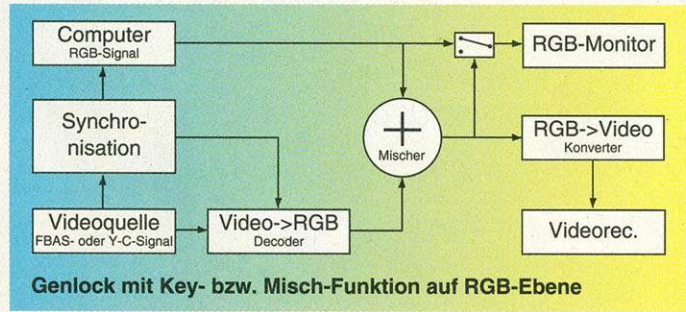 Computer
RGB-Signal
RGB-Monitor
Synchro-
nisation
Mischer
RGB->Video
Konverter
Videoquelle
FBAS- oder Y-C-Signal
Video->RGB
Decoder
Videorec.
Genlock mit Key- bzw. Misch-Funktion auf RGB-Ebene